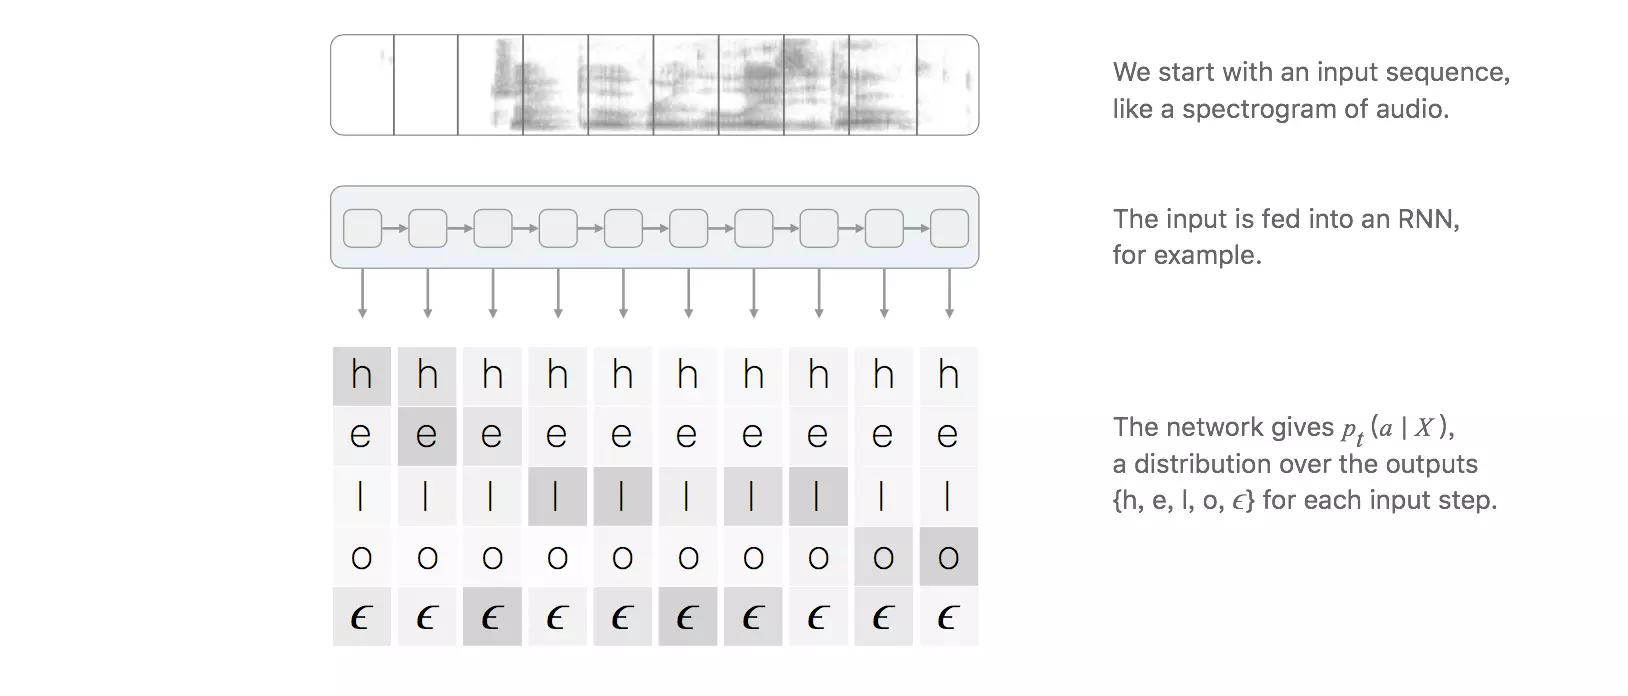 We start with an input sequence,
like a spectrogram of audio.
The input is fed into an RNN,
for example.
h h h h h h h h h h
e e e e e e e e e e
l l l l l l l l l l
o o o o o o o o o o
ϵ ϵ ϵ ϵ ϵ ϵ ϵ ϵ ϵ ϵ
The network gives pₜ (a | X),
a distribution over the outputs
{h, e, l, o, ϵ} for each input step.